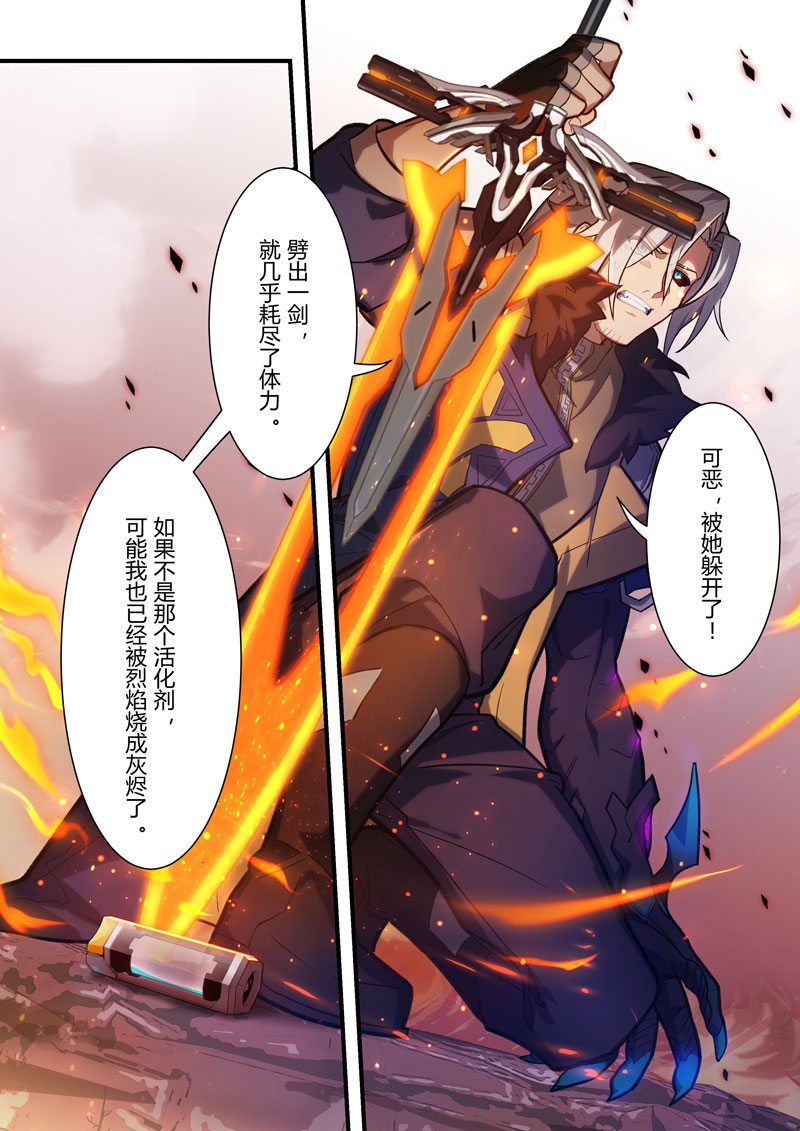 可恶，被她躲开了！
劈出一剑，
就几乎耗尽了体力。
如果不是那个活化剂，
可能我也已经被烈焰烧成灰烬了。